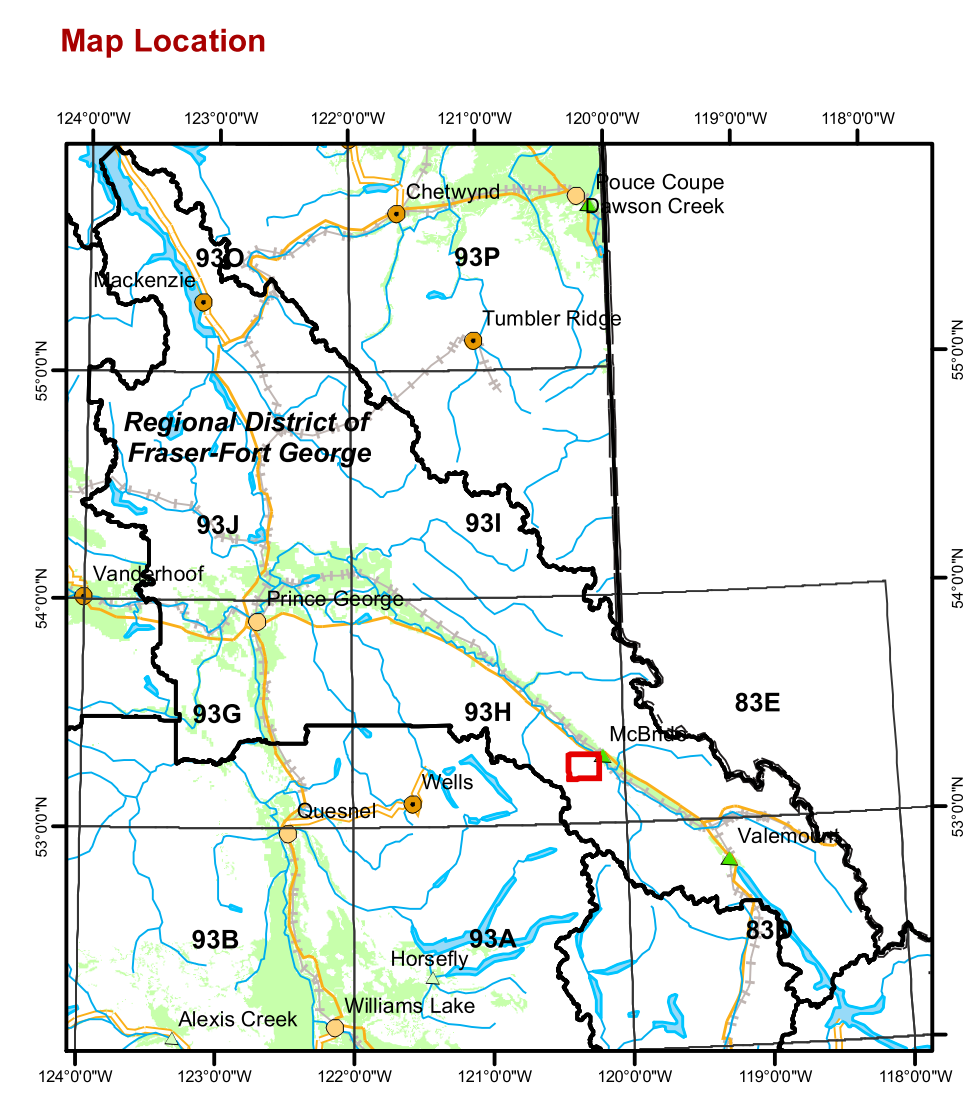 Map Location
124°0'0"W 123°0'0"W 122°0'0"W 121°0'0"W 120°0'0"W 119°0'0"W 118°0'0"W
Pouce Coupe
Chetwynd
Dawson Creek
93O
93P
Mackenzie
Tumbler Ridge
55°0'0"N
55°0'0"N
Regional District of
Fraser-Fort George
93J
93I
Vanderhoof
54°0'0"N
54°0'0"N
Prince George
93G
93H
83E
McBride
Wells
Quesnel
53°0'0"N
53°0'0"N
Valemount
93B
93A
83D
Horsefly
Williams Lake
Alexis Creek
124°0'0"W 123°0'0"W 122°0'0"W 121°0'0"W 120°0'0"W 119°0'0"W 118°0'0"W